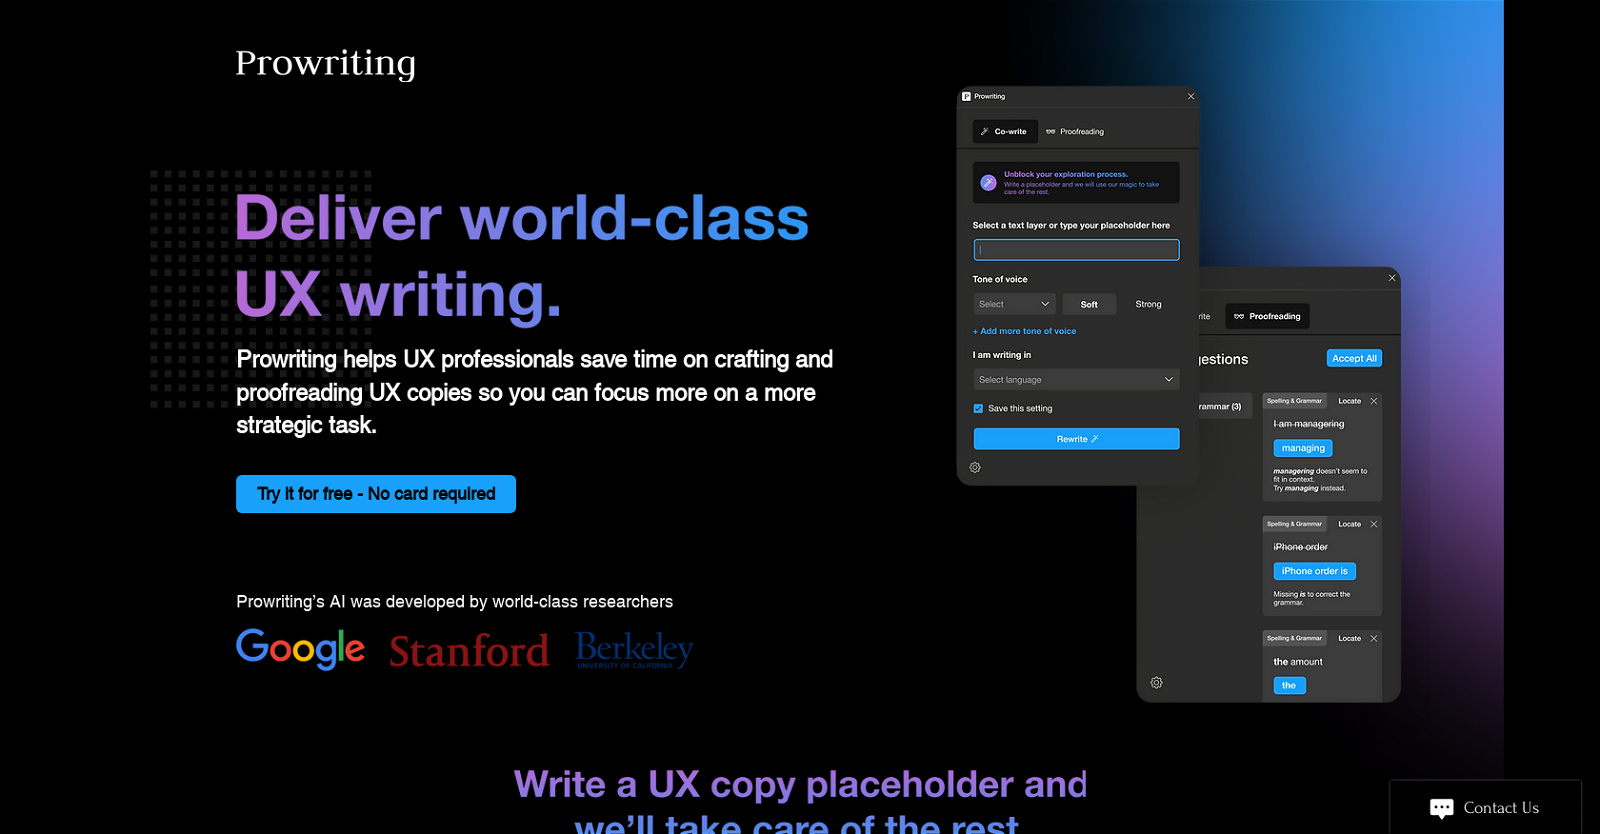 Prowriting
Deliver world-class
UX writing.
Prowriting helps UX professionals save time on crafting and
proofreading UX copies so you can focus more on a more
strategic task.
Try it for free - No card required
Prowriting's AI was developed by world-class researchers
Google
Stanford
Berkeley
UNIVERSITY OF CALIFORNIA
P Prowriting
Co-write
Proofreading
Unblock your exploration process.
Write a placeholder and we will use our magic to take
care of the rest.
Select a text layer or type your placeholder here
Tone of voice
Select
Soft
Strong
+ Add more tone of voice
I am writing in
Select language
Save this setting
Rewrite
rite
Proofreading
gestions
Accept All
rammar (3)
Spelling & Grammar
Locate
I am managering
managing
managering doesn't seem to
fit in context.
Try managing instead.
Spelling & Grammar
Locate
iPhone order
iPhone order is
Missing is to correct the
grammar.
Spelling & Grammar
Locate
the amount
the
Write a UX copy placeholder and
we'll take care of the rest
Contact Us